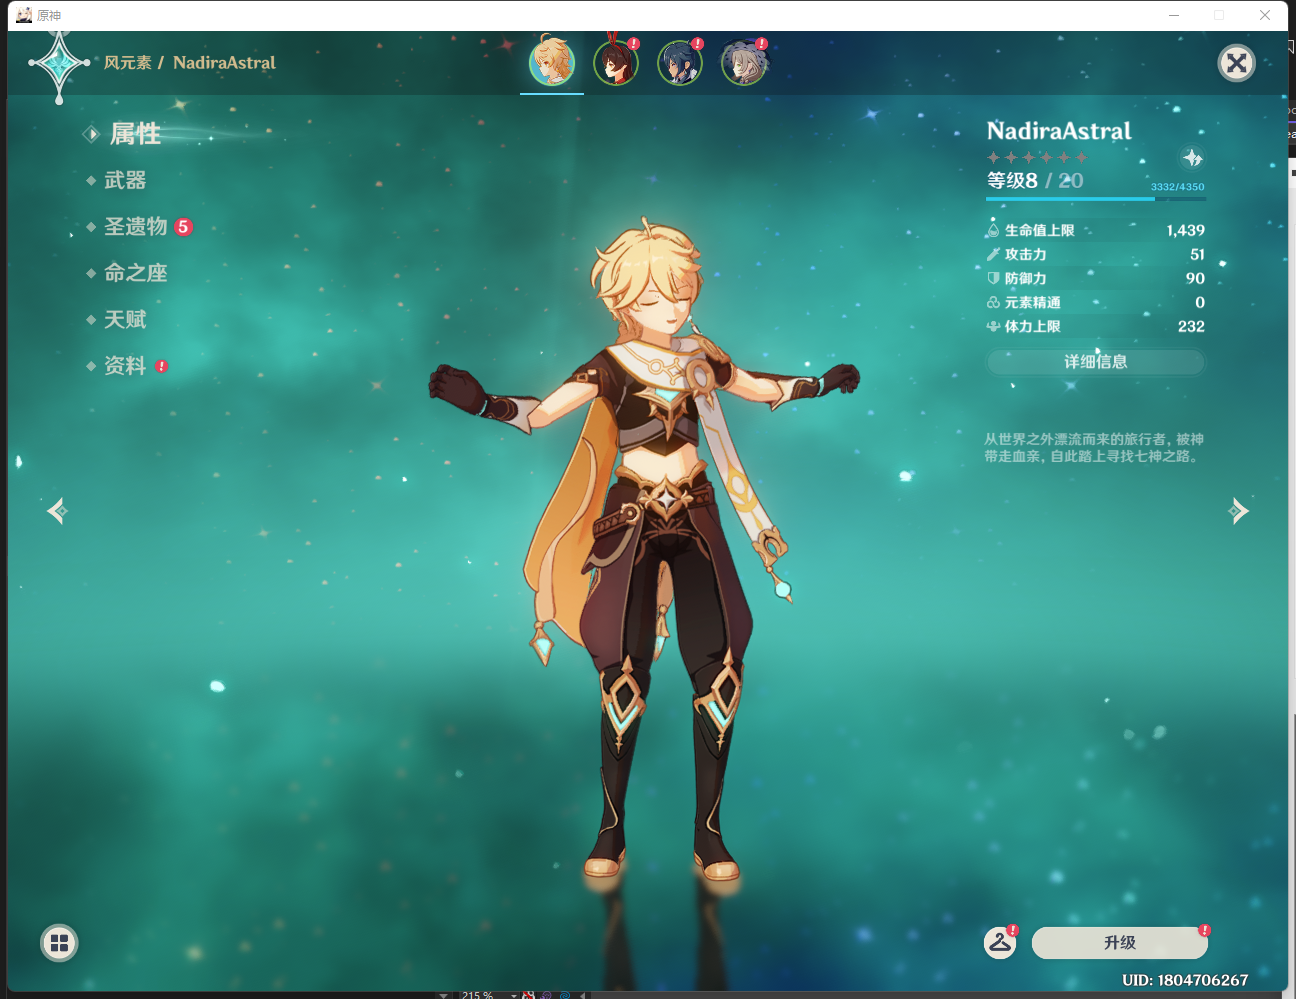 原神
风元素 / NadiraAstral
属性
武器
圣遗物 5
命之座
天赋
资料
NadiraAstral
等级8 / 20
3332/4350
生命值上限 1,439
攻击力 51
防御力 90
元素精通 0
体力上限 232
详细信息
从世界之外漂流而来的旅行者，被神
带走血亲，自此踏上寻找七神之路。
升级
UID: 1804706267
215 %